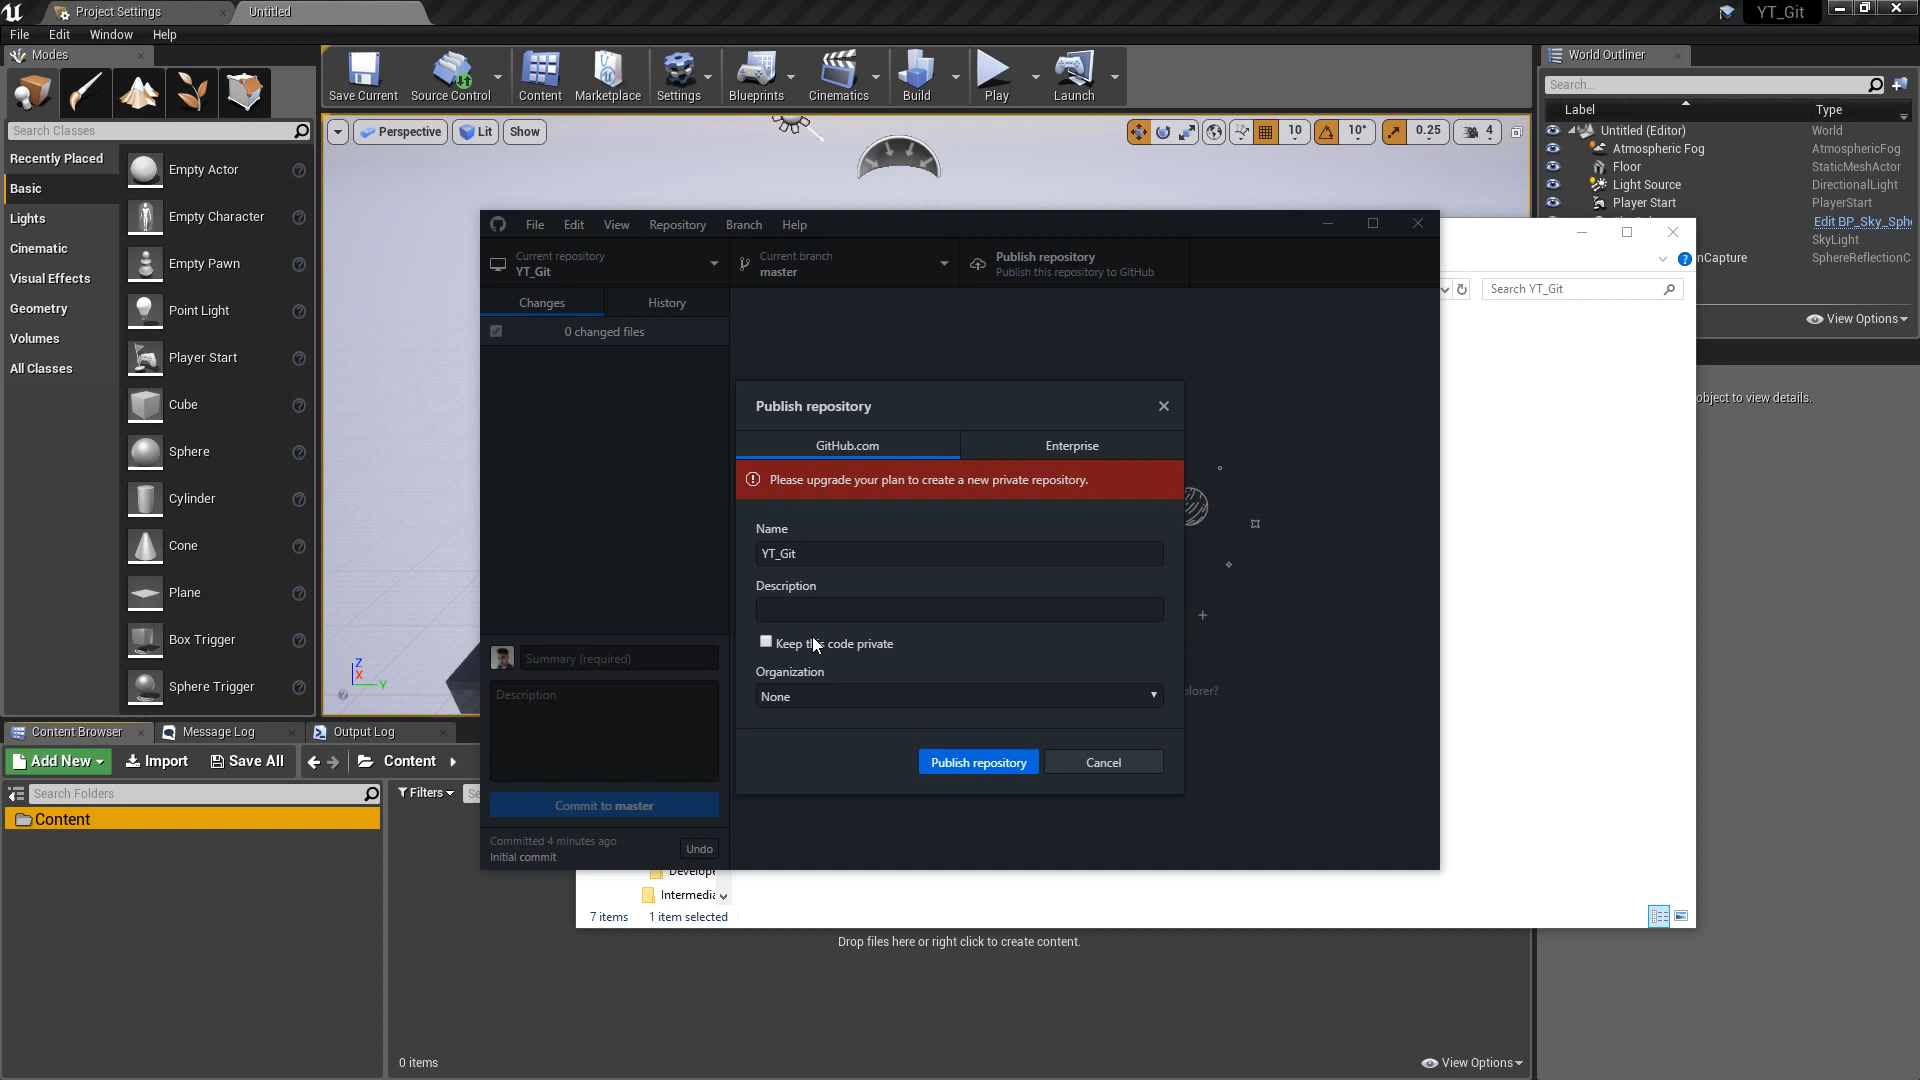 Project Settings
Untitled
YT_Git
File
Edit
Window
Help
Modes
Save Current
Source Control
Content
Marketplace
Settings
Blueprints
Cinematics
Build
Play
Launch
World Outliner
Search Classes
Search...
Label
Type
Perspective
Lit
Show
10
10°
0.25
4
Untitled (Editor)
World
Atmospheric Fog
AtmosphericFog
Floor
StaticMeshActor
Light Source
DirectionalLight
Player Start
PlayerStart
Edit BP_Sky_Sph
SkyLight
nCapture
SphereReflectionC
View Options
object to view details.
Recently Placed
Basic
Lights
Cinematic
Visual Effects
Geometry
Volumes
All Classes
Empty Actor
Empty Character
Empty Pawn
Point Light
Player Start
Cube
Sphere
Cylinder
Cone
Plane
Box Trigger
Sphere Trigger
Z
X
Y
File
Edit
View
Repository
Branch
Help
Current repository
YT_Git
Current branch
master
Publish repository
Publish this repository to GitHub
Changes
History
0 changed files
Search YT_Git
Publish repository
GitHub.com
Enterprise
Please upgrade your plan to create a new private repository.
Name
YT_Git
Description
Keep this code private
Organization
None
Publish repository
Cancel
plorer?
Summary (required)
Description
Commit to master
Committed 4 minutes ago
Initial commit
Undo
Develope
Intermedia
7 items
1 item selected
Content Browser
Message Log
Output Log
Add New
Import
Save All
Content
Search Folders
Filters
Se
Content
Drop files here or right click to create content.
0 items
View Options